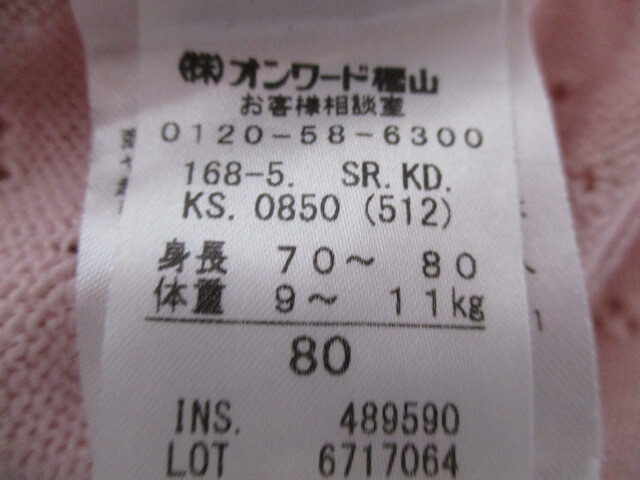 ㈱オンワード樫山
お客様相談室
0120-58-6300
168-5. SR.KD.
KS. 0850 (512)
身長 70～ 80
体重 9～ 11kg
80
INS. 489590
LOT 6717064